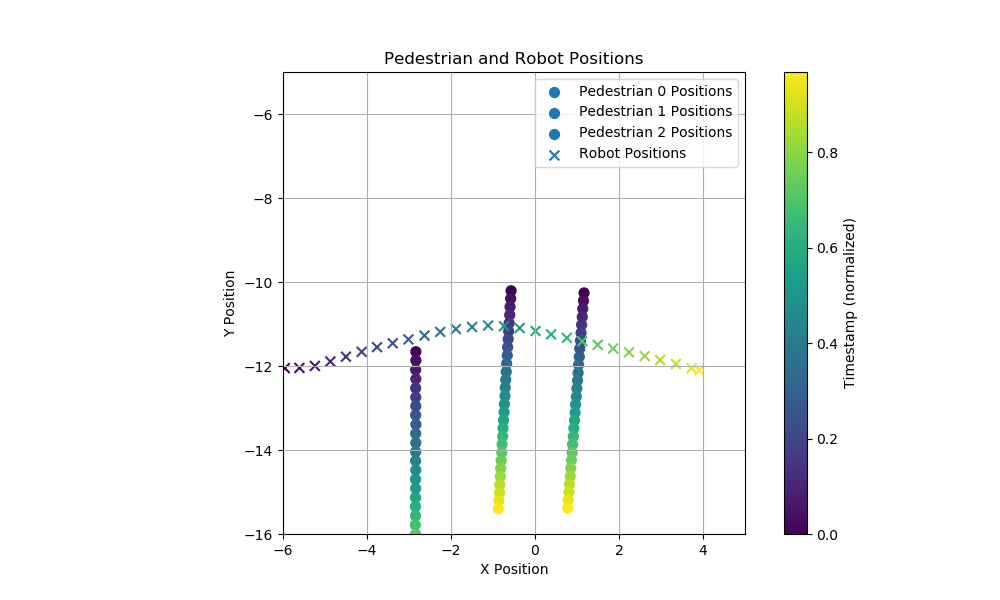 Pedestrian and Robot Positions
Pedestrian 0 Positions
Pedestrian 1 Positions
Pedestrian 2 Positions
Robot Positions
−6
−8
−10
−12
−14
−16
Y Position
−6 −4 −2 0 2 4
X Position
0.8
0.6
0.4
0.2
0.0
Timestamp (normalized)